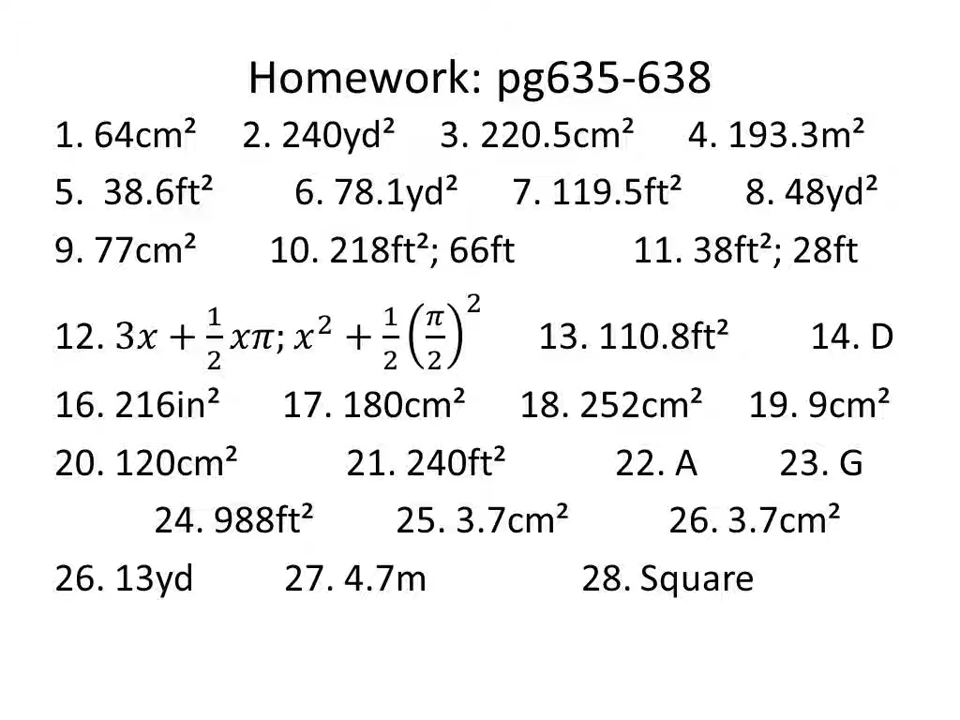 Homework: pg635-638
1. 64cm² 2. 240yd² 3. 220.5cm² 4. 193.3m²
5. 38.6ft² 6. 78.1yd² 7. 119.5ft² 8. 48yd²
9. 77cm² 10. 218ft²; 66ft 11. 38ft²; 28ft
12. 3x + 1/2 xπ; x² + 1/2 (π/2)² 13. 110.8ft² 14. D
16. 216in² 17. 180cm² 18. 252cm² 19. 9cm²
20. 120cm² 21. 240ft² 22. A 23. G
24. 988ft² 25. 3.7cm² 26. 3.7cm²
26. 13yd 27. 4.7m 28. Square